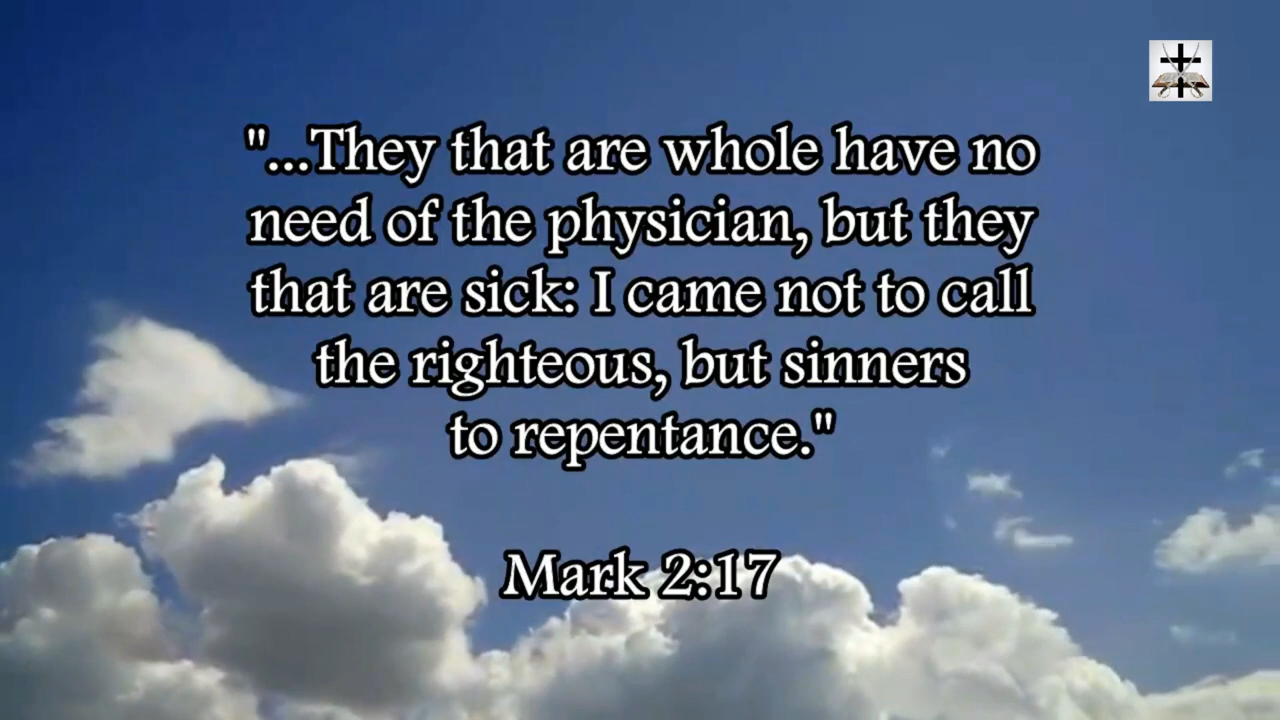 "...They that are whole have no
need of the physician, but they
that are sick: I came not to call
the righteous, but sinners
to repentance."
Mark 2:17